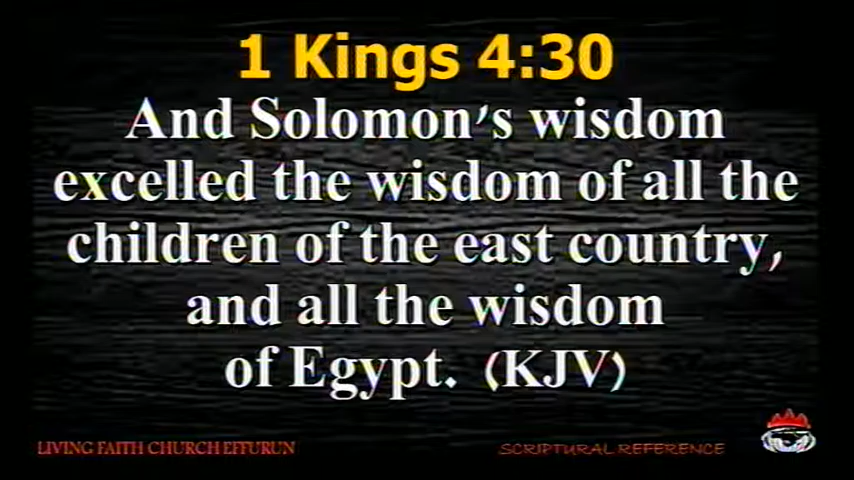 1 Kings 4:30
And Solomon's wisdom
excelled the wisdom of all the
children of the east country,
and all the wisdom
of Egypt. (KJV)
LIVING FAITH CHURCH EFFURUN
SCRIPTURAL REFERENCE